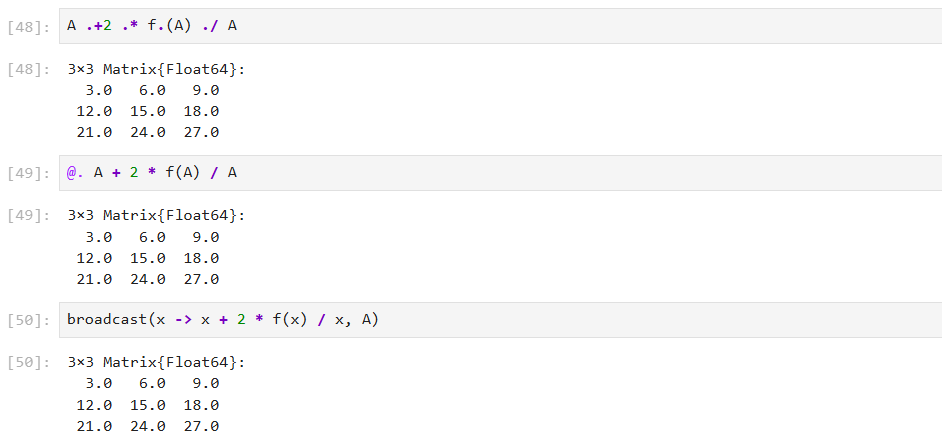 [48]: A .+2 .* f.(A) ./ A
[48]: 3×3 Matrix{Float64}:
3.0 6.0 9.0
12.0 15.0 18.0
21.0 24.0 27.0
[49]: @. A + 2 * f(A) / A
[49]: 3×3 Matrix{Float64}:
3.0 6.0 9.0
12.0 15.0 18.0
21.0 24.0 27.0
[50]: broadcast(x -> x + 2 * f(x) / x, A)
[50]: 3×3 Matrix{Float64}:
3.0 6.0 9.0
12.0 15.0 18.0
21.0 24.0 27.0